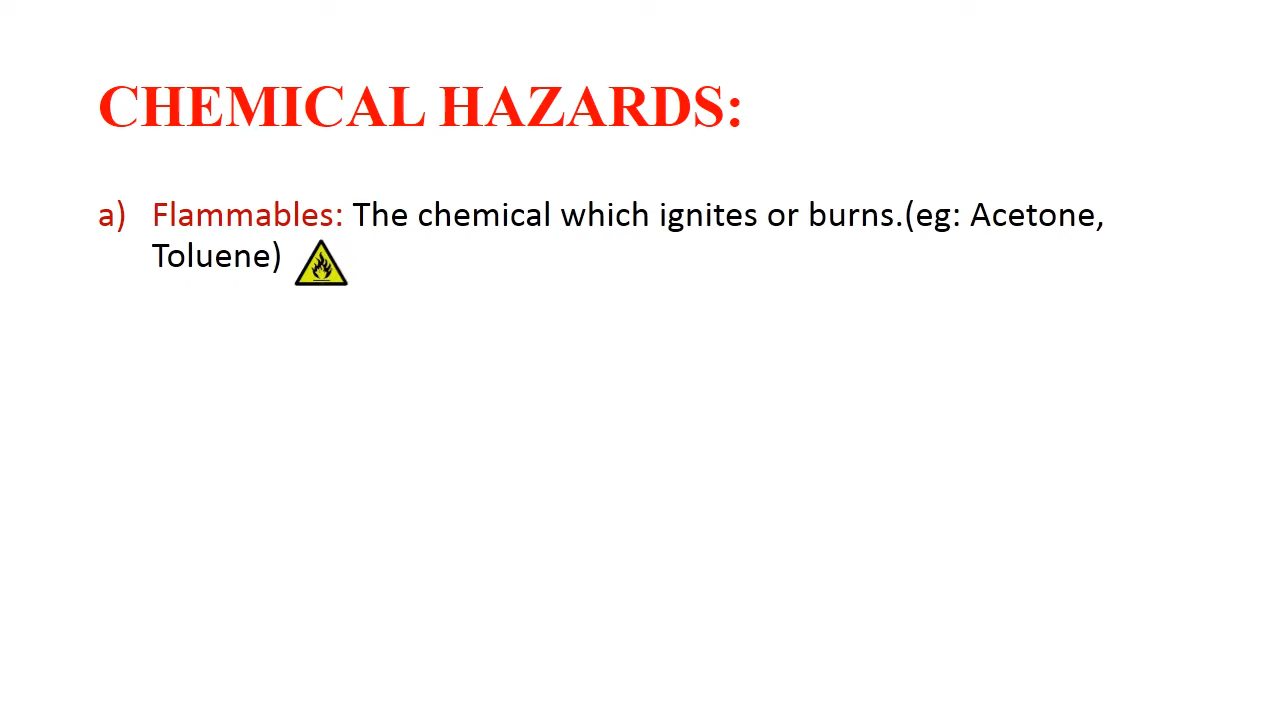 CHEMICAL HAZARDS:
a) Flammables: The chemical which ignites or burns.(eg: Acetone,
Toluene)